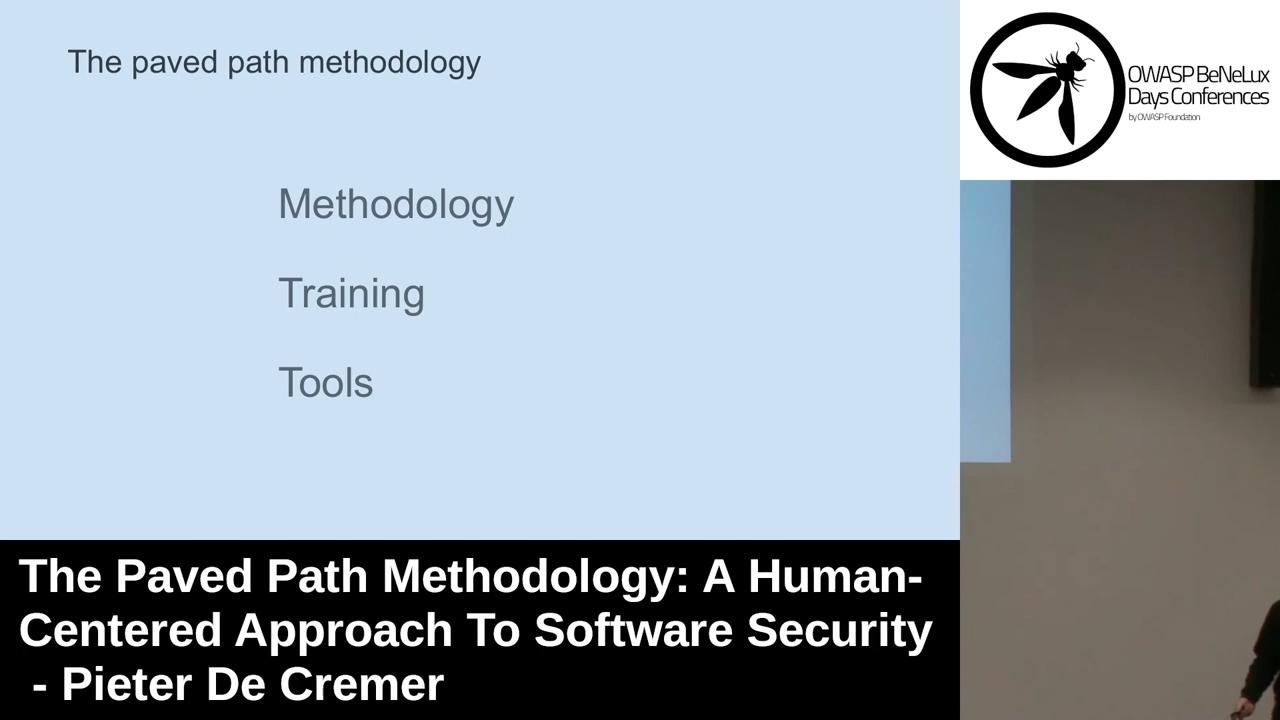 The paved path methodology
Methodology
Training
Tools
OWASP BeNeLux
Days Conferences
by OWASP Foundation
The Paved Path Methodology: A Human-
Centered Approach To Software Security
- Pieter De Cremer